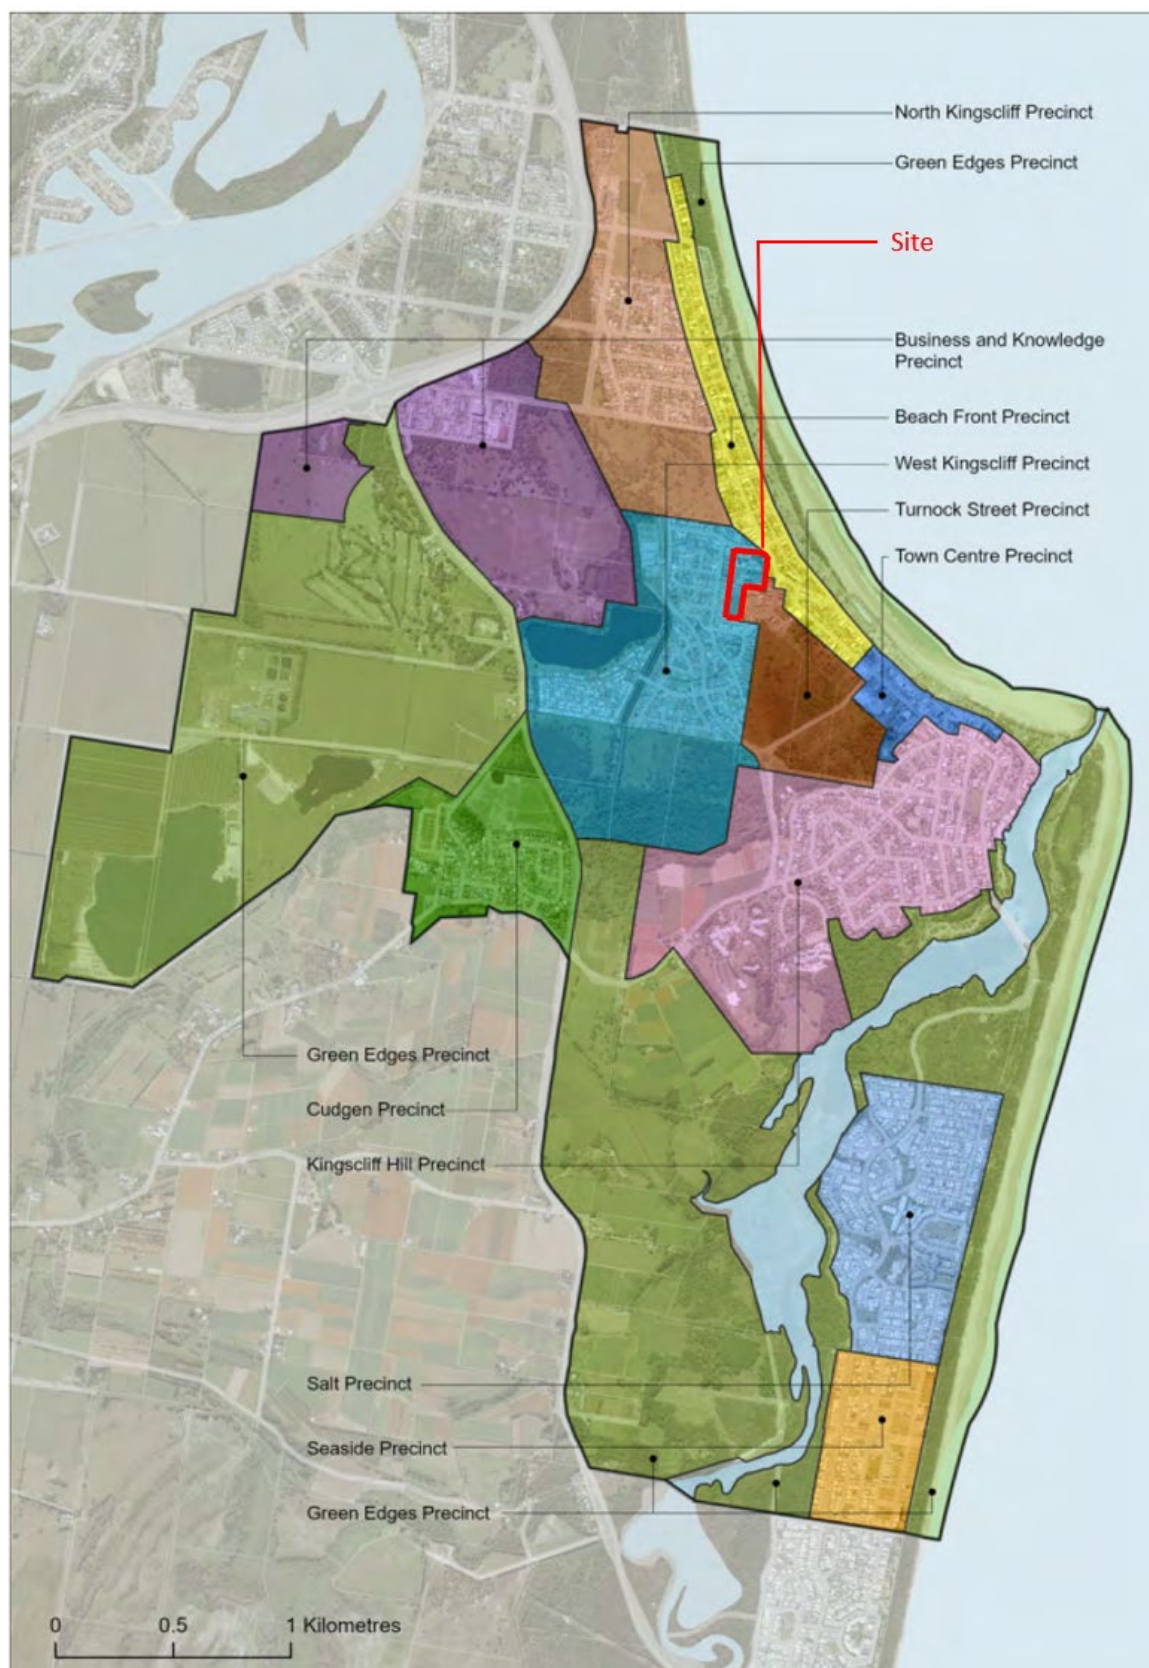 North Kingscliff Precinct
Green Edges Precinct
Site
Business and Knowledge
Precinct
Beach Front Precinct
West Kingscliff Precinct
Turnock Street Precinct
Town Centre Precinct
Green Edges Precinct
Cudgen Precinct
Kingscliff Hill Precinct
Salt Precinct
Seaside Precinct
Green Edges Precinct
0 0.5 1 Kilometres